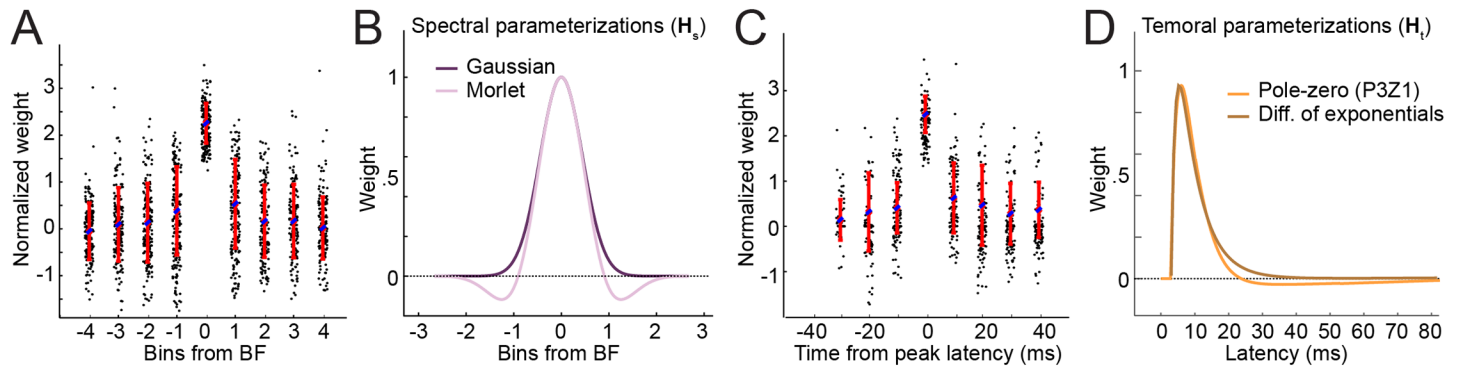 A
Normalized weight
3
2
1
0
-1
-4 -3 -2 -1 0 1 2 3 4
Bins from BF
B
Spectral parameterizations (Hs)
Weight
Gaussian
Morlet
1
.5
0
-3 -2 -1 0 1 2 3
Bins from BF
C
Normalized weight
3
2
1
0
-1
-40 -20 0 20 40
Time from peak latency (ms)
D
Temoral parameterizations (Ht)
Weight
Pole-zero (P3Z1)
Diff. of exponentials
1
.5
0
0 10 20 30 40 50 60 70 80
Latency (ms)